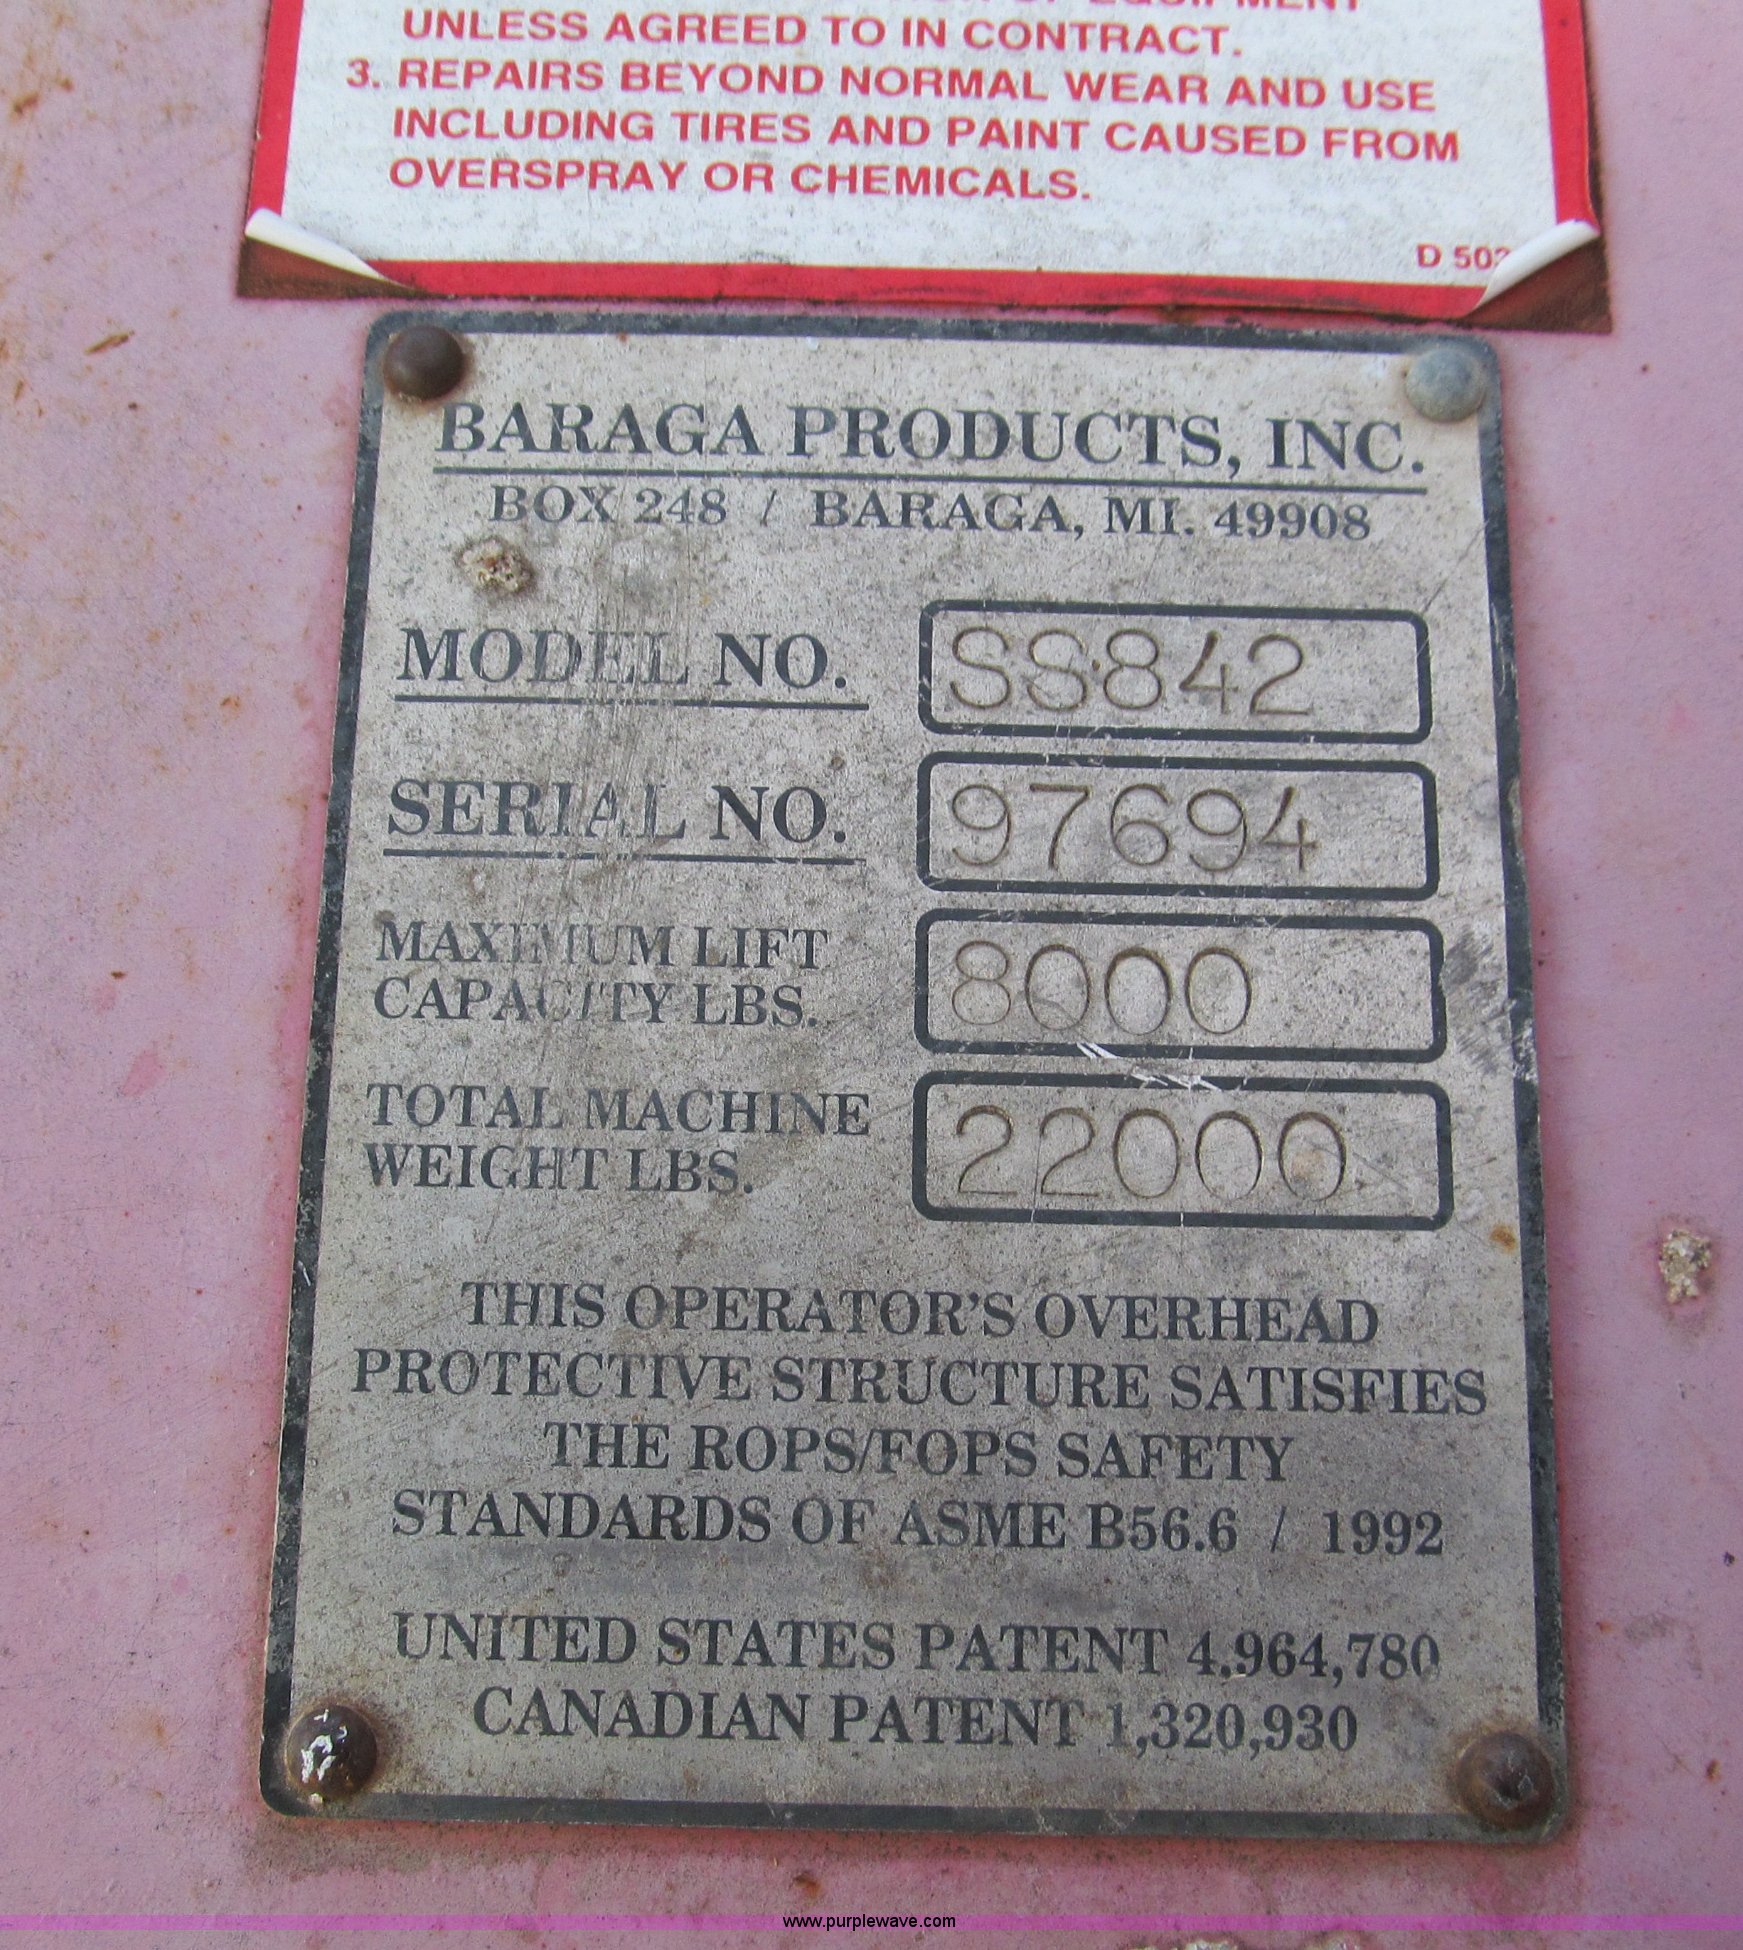 UNLESS AGREED TO IN CONTRACT.
3. REPAIRS BEYOND NORMAL WEAR AND USE
INCLUDING TIRES AND PAINT CAUSED FROM
OVERSPRAY OR CHEMICALS.
D 502
BARAGA PRODUCTS, INC.
BOX 248 / BARAGA, MI. 49908
MODEL NO. SS842
SERIAL NO. 97694
MAXIMUM LIFT
CAPACITY LBS. 8000
TOTAL MACHINE
WEIGHT LBS. 22000
THIS OPERATOR'S OVERHEAD
PROTECTIVE STRUCTURE SATISFIES
THE ROPS/FOPS SAFETY
STANDARDS OF ASME B56.6 / 1992
UNITED STATES PATENT 4.964,780
CANADIAN PATENT 1,320,930
www.purplewave.com